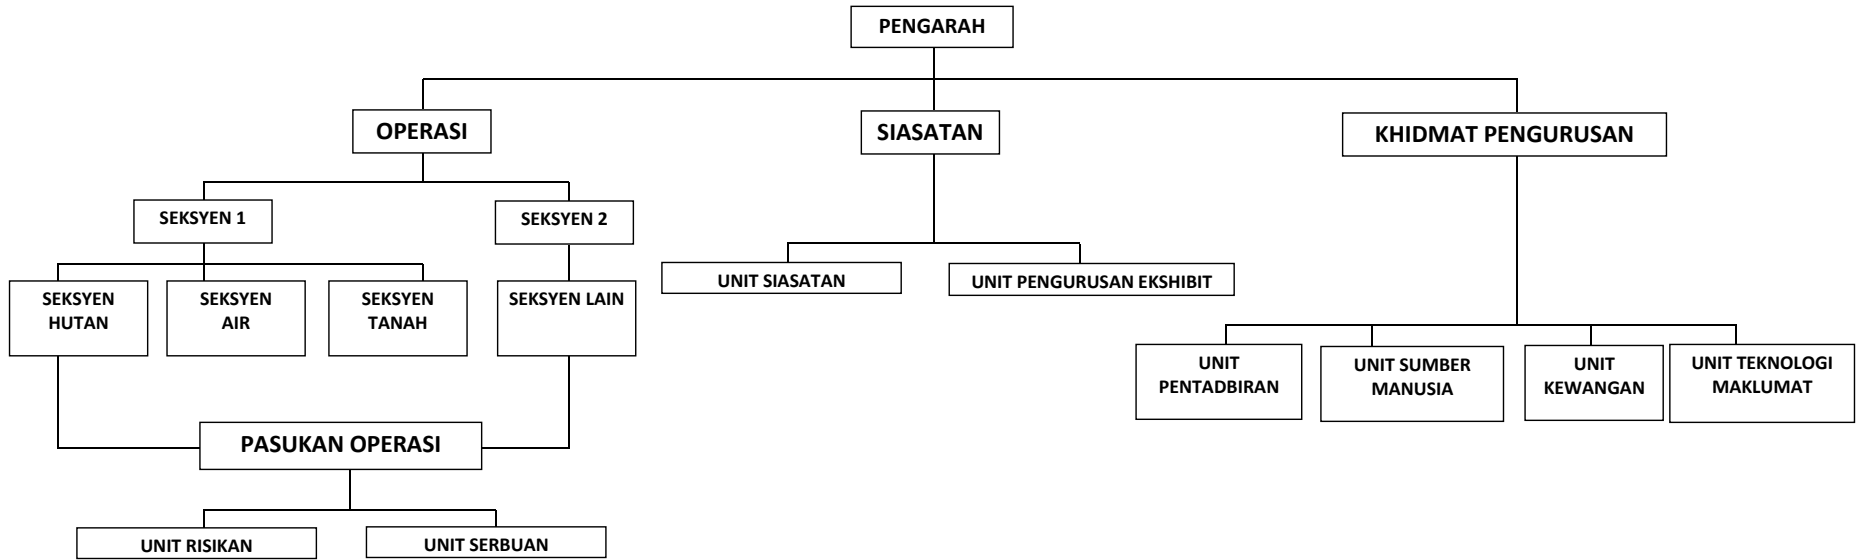 PENGARAH
OPERASI
SIASATAN
KHIDMAT PENGURUSAN
SEKSYEN 1
SEKSYEN 2
UNIT SIASATAN
UNIT PENGURUSAN EKSHIBIT
SEKSYEN
HUTAN
SEKSYEN
AIR
SEKSYEN
TANAH
SEKSYEN LAIN
UNIT
PENTADBIRAN
UNIT SUMBER
MANUSIA
UNIT
KEWANGAN
UNIT TEKNOLOGI
MAKLUMAT
PASUKAN OPERASI
UNIT RISIKAN
UNIT SERBUAN